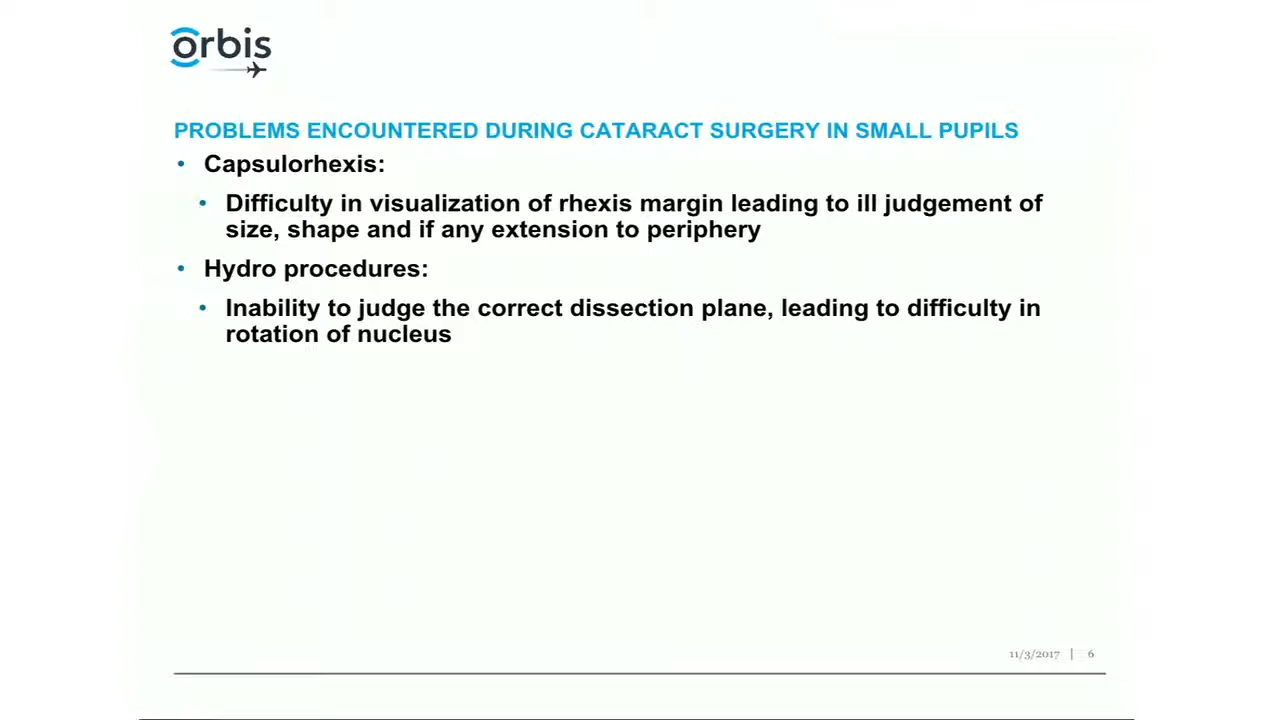 orbis
PROBLEMS ENCOUNTERED DURING CATARACT SURGERY IN SMALL PUPILS
• Capsulorhexis:
• Difficulty in visualization of rhexis margin leading to ill judgement of
size, shape and if any extension to periphery
• Hydro procedures:
• Inability to judge the correct dissection plane, leading to difficulty in
rotation of nucleus
11/3/2017 | 6